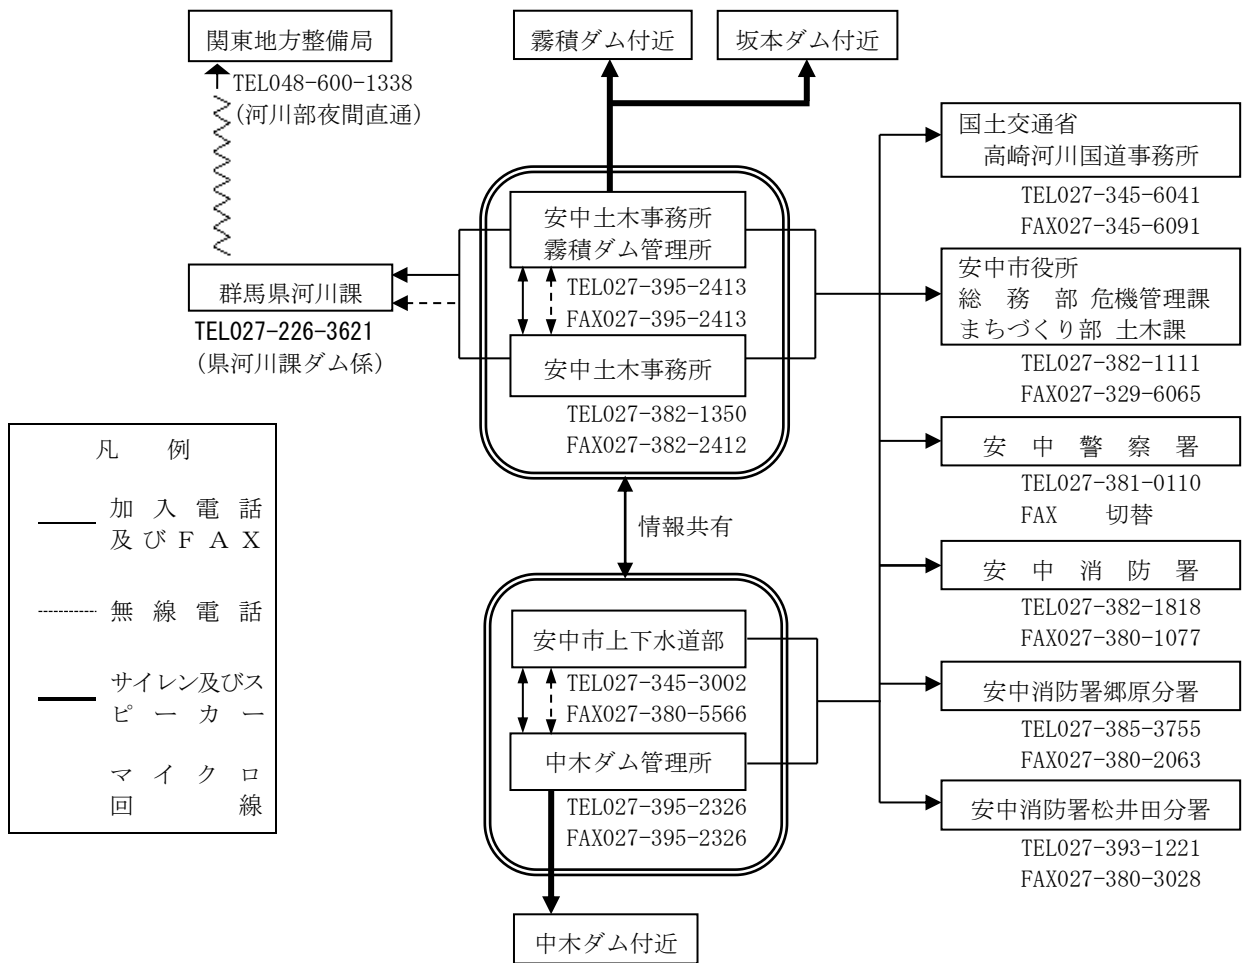 関東地方整備局
TEL048-600-1338
(河川部夜間直通)
霧積ダム付近
坂本ダム付近
国土交通省
高崎河川国道事務所
TEL027-345-6041
FAX027-345-6091
安中土木事務所
霧積ダム管理所
TEL027-395-2413
FAX027-395-2413
群馬県河川課
TEL027-226-3621
(県河川課ダム係)
安中土木事務所
TEL027-382-1350
FAX027-382-2412
安中市役所
総務部 危機管理課
まちづくり部 土木課
TEL027-382-1111
FAX027-329-6065
安中警察署
TEL027-381-0110
FAX 切替
情報共有
安中消防署
TEL027-382-1818
FAX027-380-1077
安中市上下水道部
TEL027-345-3002
FAX027-380-5566
中木ダム管理所
TEL027-395-2326
FAX027-395-2326
安中消防署郷原分署
TEL027-385-3755
FAX027-380-2063
安中消防署松井田分署
TEL027-393-1221
FAX027-380-3028
中木ダム付近
凡例
加入電話
及びFAX
無線電話
サイレン及びス
ピーカー
マイクロ
回線